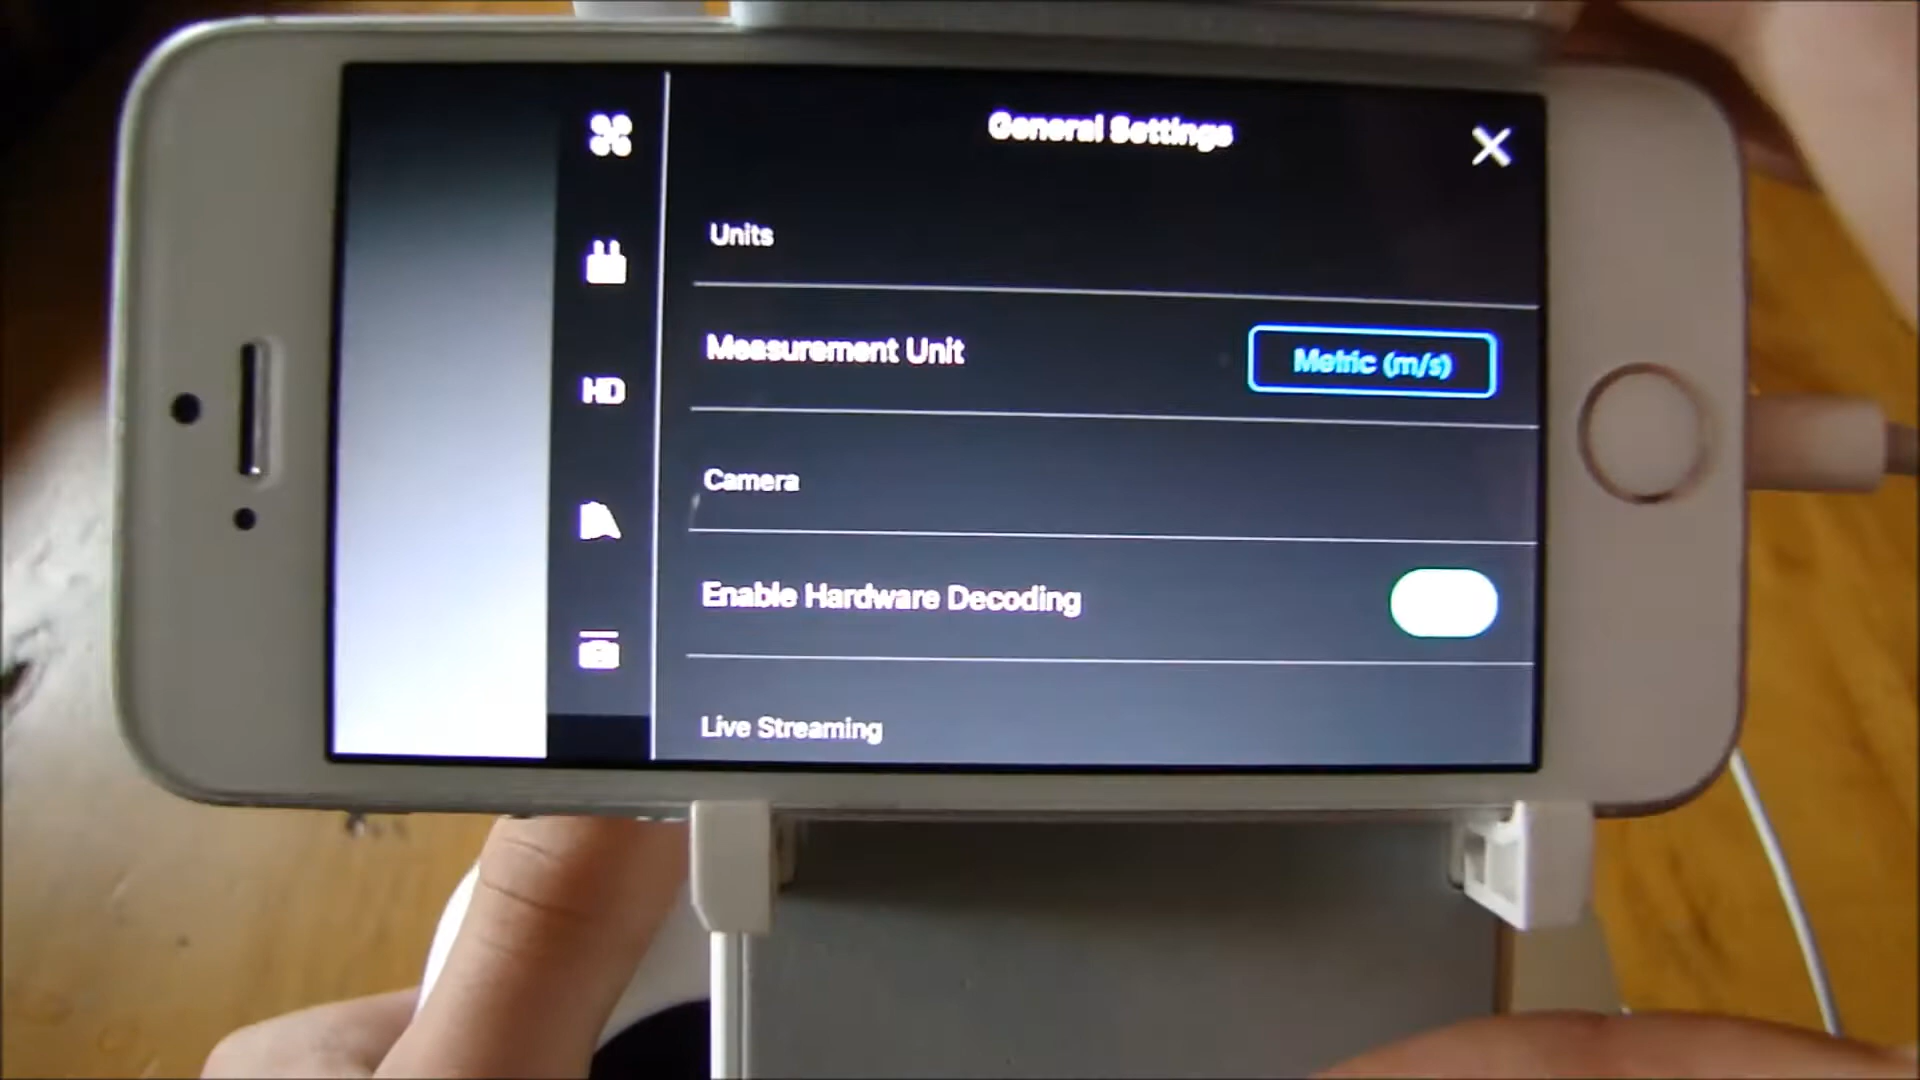 General Settings
Units
Measurement Unit
Metric (m/s)
HD
Camera
Enable Hardware Decoding
Live Streaming